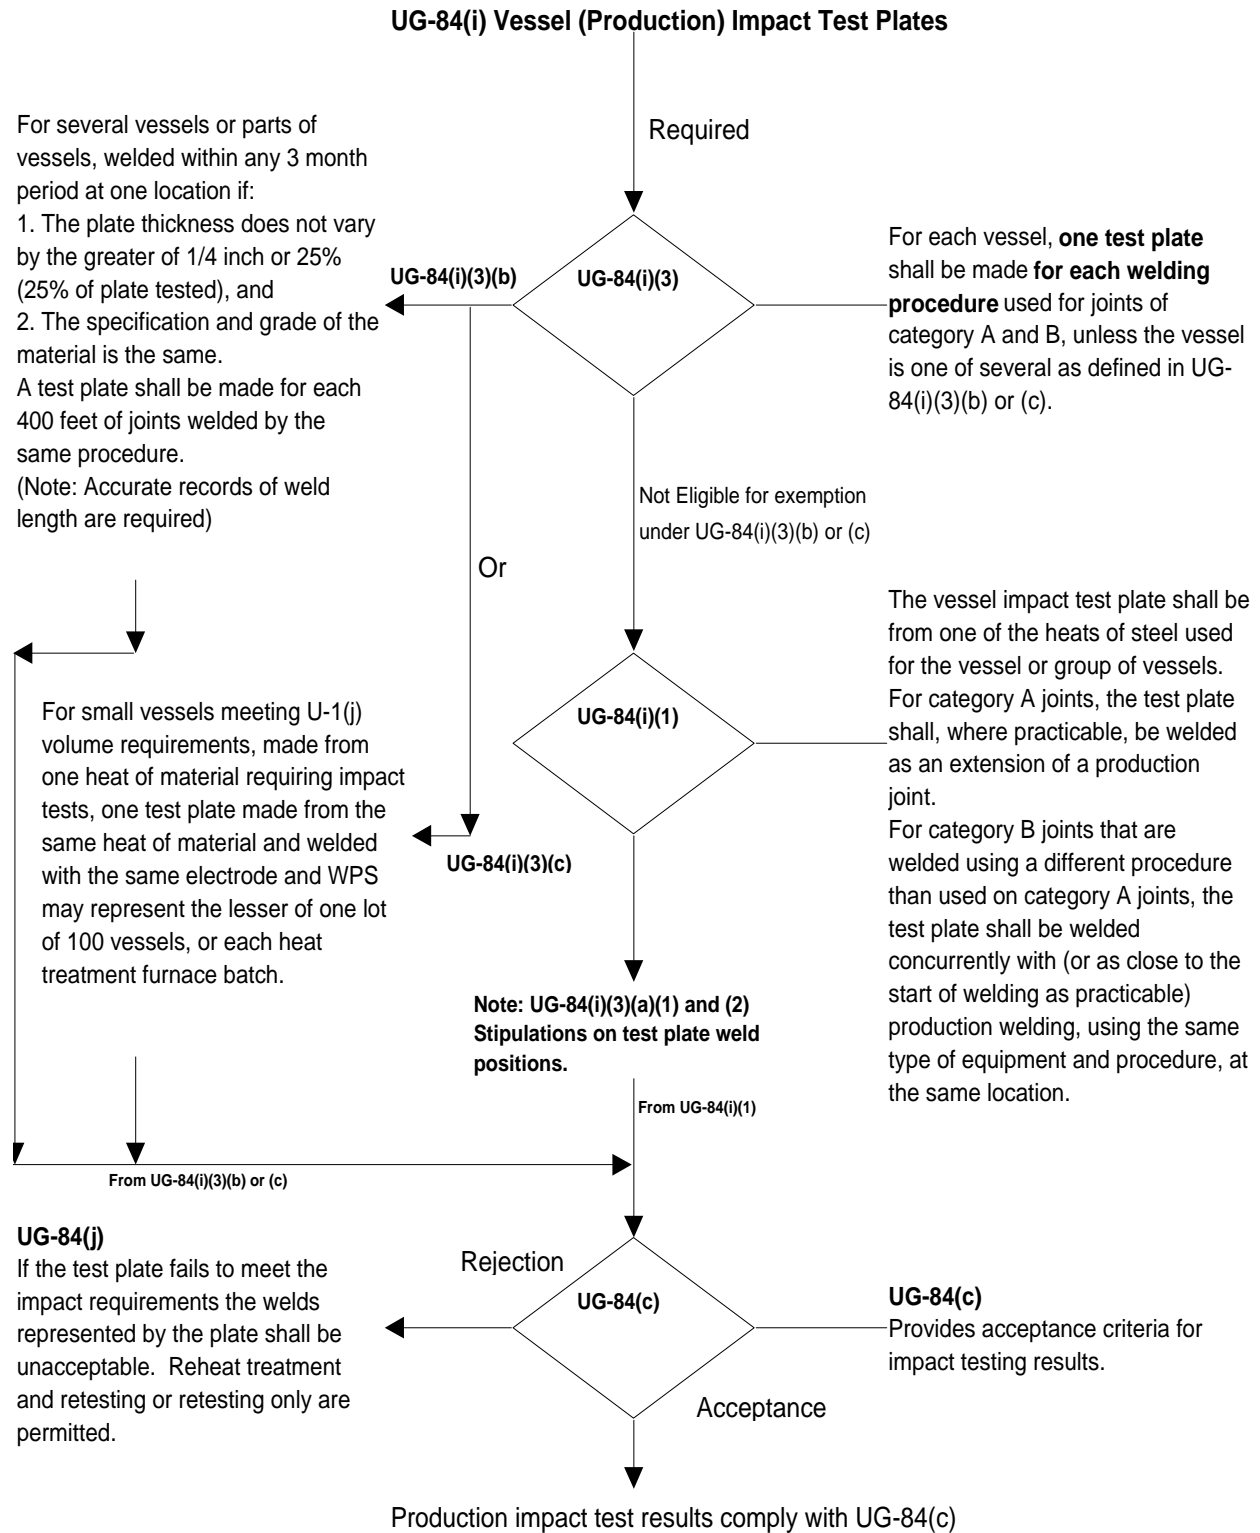 UG-84(i) Vessel (Production) Impact Test Plates
Required
For several vessels or parts of
vessels, welded within any 3 month
period at one location if:
1. The plate thickness does not vary
by the greater of 1/4 inch or 25%
(25% of plate tested), and
2. The specification and grade of the
material is the same.
A test plate shall be made for each
400 feet of joints welded by the
same procedure.
(Note: Accurate records of weld
length are required)
UG-84(i)(3)(b)
UG-84(i)(3)
For each vessel, one test plate
shall be made for each welding
procedure used for joints of
category A and B, unless the vessel
is one of several as defined in UG-
84(i)(3)(b) or (c).
Not Eligible for exemption
under UG-84(i)(3)(b) or (c)
Or
For small vessels meeting U-1(j)
volume requirements, made from
one heat of material requiring impact
tests, one test plate made from the
same heat of material and welded
with the same electrode and WPS
may represent the lesser of one lot
of 100 vessels, or each heat
treatment furnace batch.
UG-84(i)(3)(c)
UG-84(i)(1)
The vessel impact test plate shall be
from one of the heats of steel used
for the vessel or group of vessels.
For category A joints, the test plate
shall, where practicable, be welded
as an extension of a production
joint.
For category B joints that are
welded using a different procedure
than used on category A joints, the
test plate shall be welded
concurrently with (or as close to the
start of welding as practicable)
production welding, using the same
type of equipment and procedure, at
the same location.
Note: UG-84(i)(3)(a)(1) and (2)
Stipulations on test plate weld
positions.
From UG-84(i)(1)
From UG-84(i)(3)(b) or (c)
UG-84(j)
If the test plate fails to meet the
impact requirements the welds
represented by the plate shall be
unacceptable.  Reheat treatment
and retesting or retesting only are
permitted.
Rejection
UG-84(c)
UG-84(c)
Provides acceptance criteria for
impact testing results.
Acceptance
Production impact test results comply with UG-84(c)